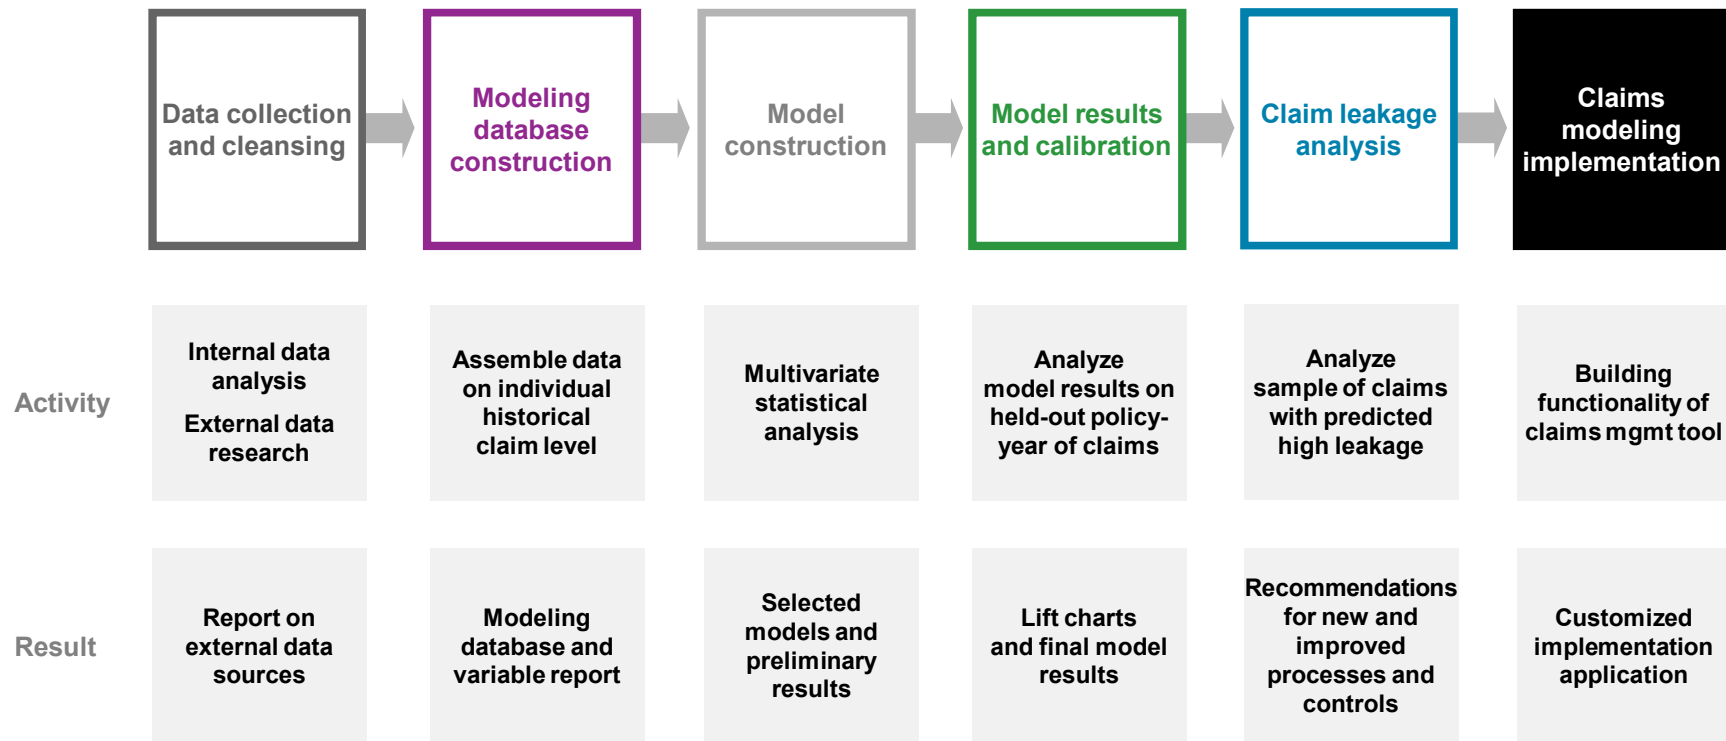 Data collection
and cleansing
Modeling
database
construction
Model
construction
Model results
and calibration
Claim leakage
analysis
Claims
modeling
implementation
Activity
Internal data
analysis
External data
research
Assemble data
on individual
historical
claim level
Multivariate
statistical
analysis
Analyze
model results on
held-out policy-
year of claims
Analyze
sample of claims
with predicted
high leakage
Building
functionality of
claims mgmt tool
Result
Report on
external data
sources
Modeling
database and
variable report
Selected
models and
preliminary
results
Lift charts
and final model
results
Recommendations
for new and
improved
processes and
controls
Customized
implementation
application